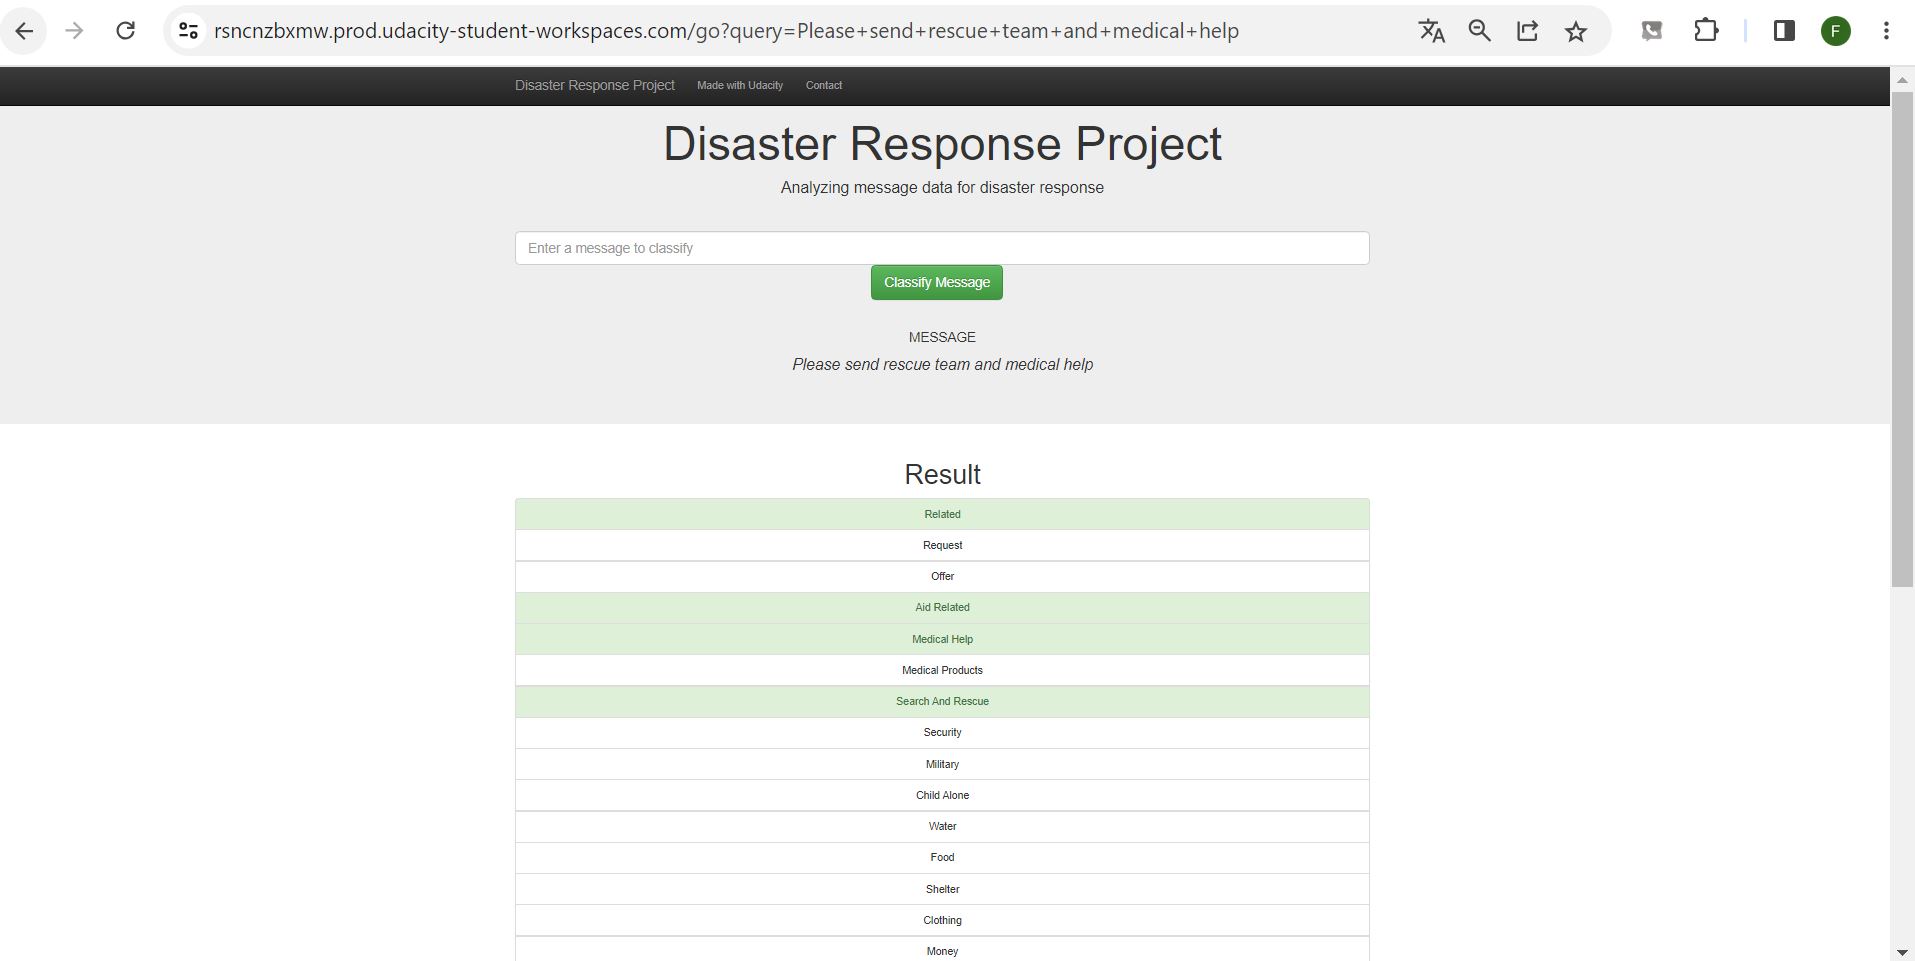 rsncnzbxmw.prod.udacity-student-workspaces.com/go?query=Please+send+rescue+team+and+medical+help
F
Disaster Response Project Made with Udacity Contact
Disaster Response Project
Analyzing message data for disaster response
Enter a message to classify
Classify Message
MESSAGE
Please send rescue team and medical help
Result
Related
Request
Offer
Aid Related
Medical Help
Medical Products
Search And Rescue
Security
Military
Child Alone
Water
Food
Shelter
Clothing
Money